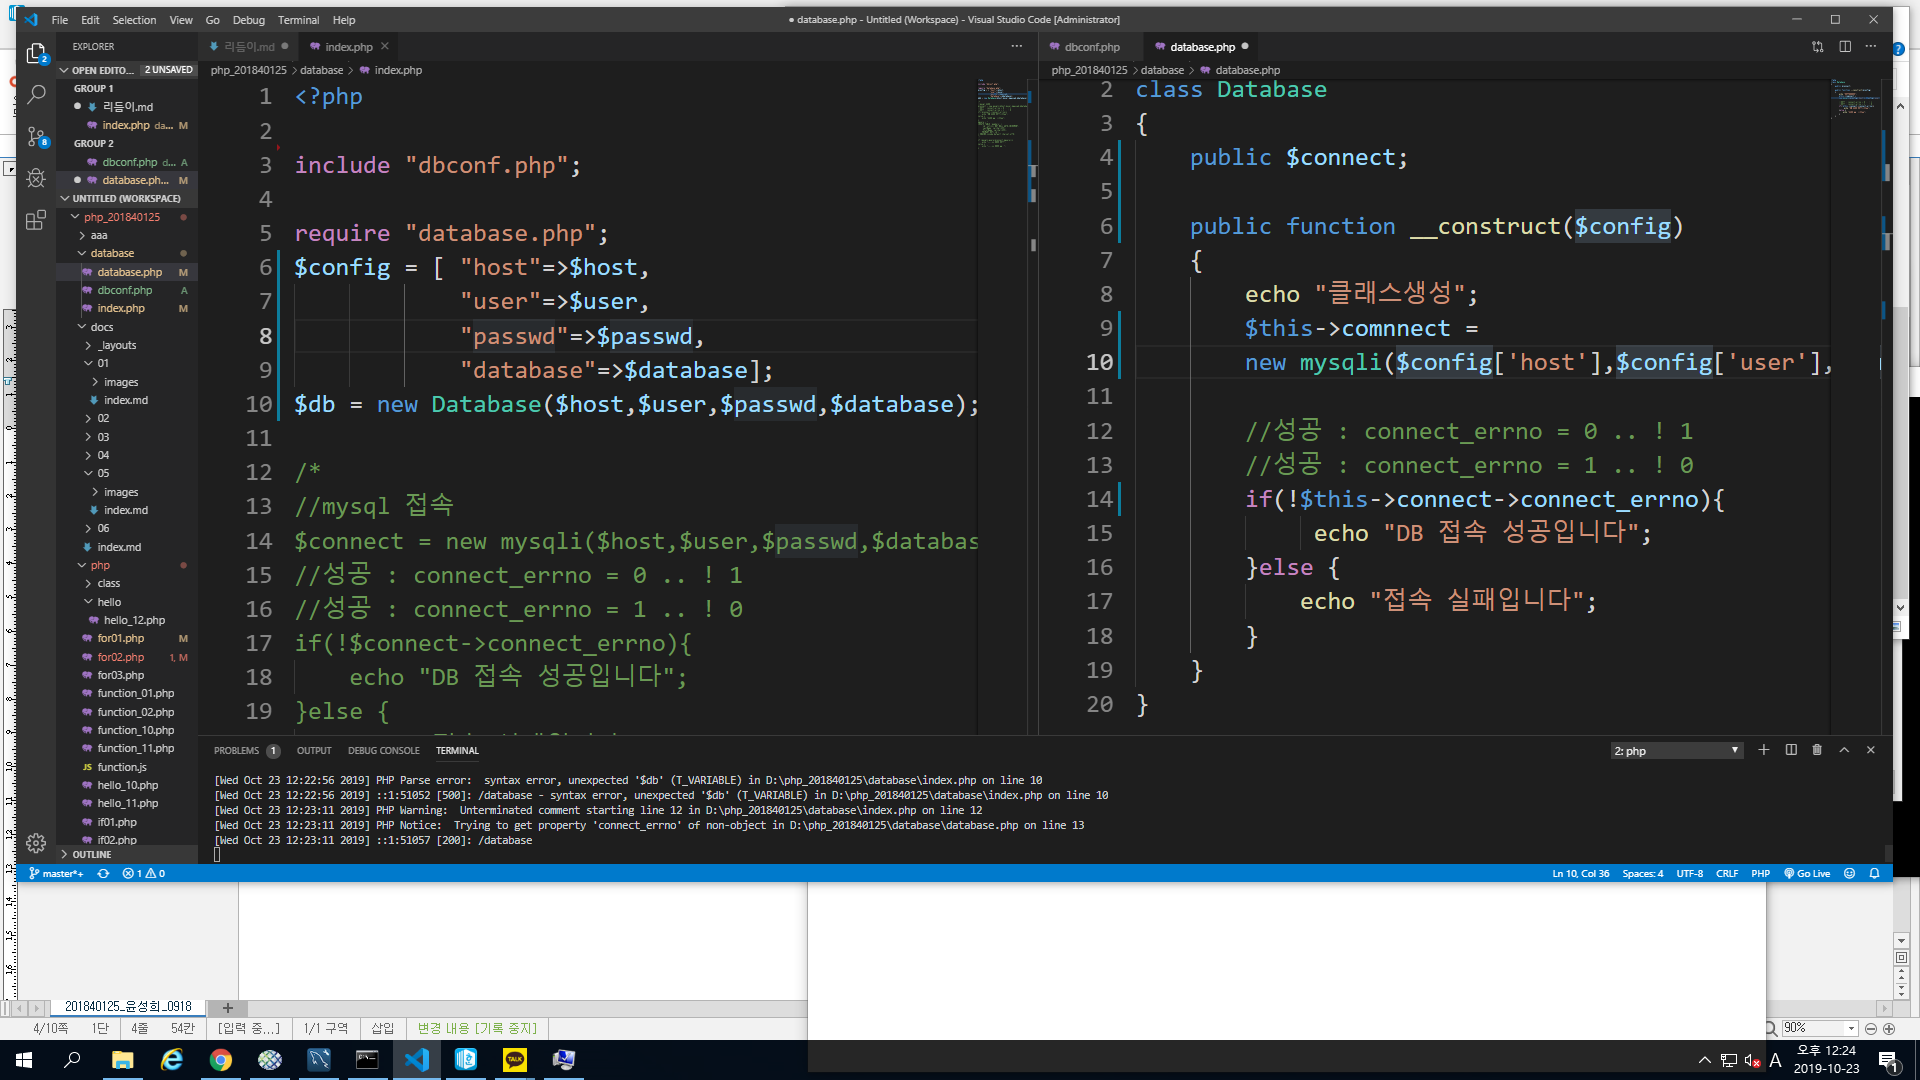 File Edit Selection View Go Debug Terminal Help
● database.php - Untitled (Workspace) - Visual Studio Code [Administrator]
EXPLORER
OPEN EDITO... 2 UNSAVED
GROUP 1
리듬이.md
index.php da... M
GROUP 2
dbconf.php d... A
database.ph... M
UNTITLED (WORKSPACE)
php_201840125
aaa
database
database.php M
dbconf.php A
index.php M
docs
_layouts
01
images
index.md
02
03
04
05
images
index.md
06
index.md
php
class
hello
hello_12.php
for01.php M
for02.php 1, M
for03.php
function_01.php
function_02.php
function_10.php
function_11.php
JS function.js
hello_10.php
hello_11.php
if01.php
if02.php
OUTLINE
리듬이.md index.php
php_201840125 > database > index.php
1 <?php
2
3 include "dbconf.php";
4
5 require "database.php";
6 $config = [ "host"=>$host,
7 "user"=>$user,
8 "passwd"=>$passwd,
9 "database"=>$database];
10 $db = new Database($host,$user,$passwd,$database);
11
12 /*
13 //mysql 접속
14 $connect = new mysqli($host,$user,$passwd,$databas
15 //성공 : connect_errno = 0 .. ! 1
16 //성공 : connect_errno = 1 .. ! 0
17 if(!$connect->connect_errno){
18 echo "DB 접속 성공입니다";
19 }else {
dbconf.php database.php
php_201840125 > database > database.php
2 class Database
3 {
4 public $connect;
5
6 public function __construct($config)
7 {
8 echo "클래스생성";
9 $this->comnnect =
10 new mysqli($config['host'],$config['user'],
11
12 //성공 : connect_errno = 0 .. ! 1
13 //성공 : connect_errno = 1 .. ! 0
14 if(!$this->connect->connect_errno){
15 echo "DB 접속 성공입니다";
16 }else {
17 echo "접속 실패입니다";
18 }
19 }
20 }
PROBLEMS 1 OUTPUT DEBUG CONSOLE TERMINAL 2: php
[Wed Oct 23 12:22:56 2019] PHP Parse error:  syntax error, unexpected '$db' (T_VARIABLE) in D:\php_201840125\database\index.php on line 10
[Wed Oct 23 12:22:56 2019] ::1:51052 [500]: /database - syntax error, unexpected '$db' (T_VARIABLE) in D:\php_201840125\database\index.php on line 10
[Wed Oct 23 12:23:11 2019] PHP Warning:  Unterminated comment starting line 12 in D:\php_201840125\database\index.php on line 12
[Wed Oct 23 12:23:11 2019] PHP Notice:  Trying to get property 'connect_errno' of non-object in D:\php_201840125\database\database.php on line 13
[Wed Oct 23 12:23:11 2019] ::1:51057 [200]: /database
master*+ 1 0 Ln 10, Col 36 Spaces: 4 UTF-8 CRLF PHP Go Live
201840125_윤성희_0918
4/10쪽 1단 4줄 54칸 [입력 중...] 1/1 구역 삽입 변경 내용 [기록 중지] 90%
TALK A 오후 12:24
2019-10-23 1